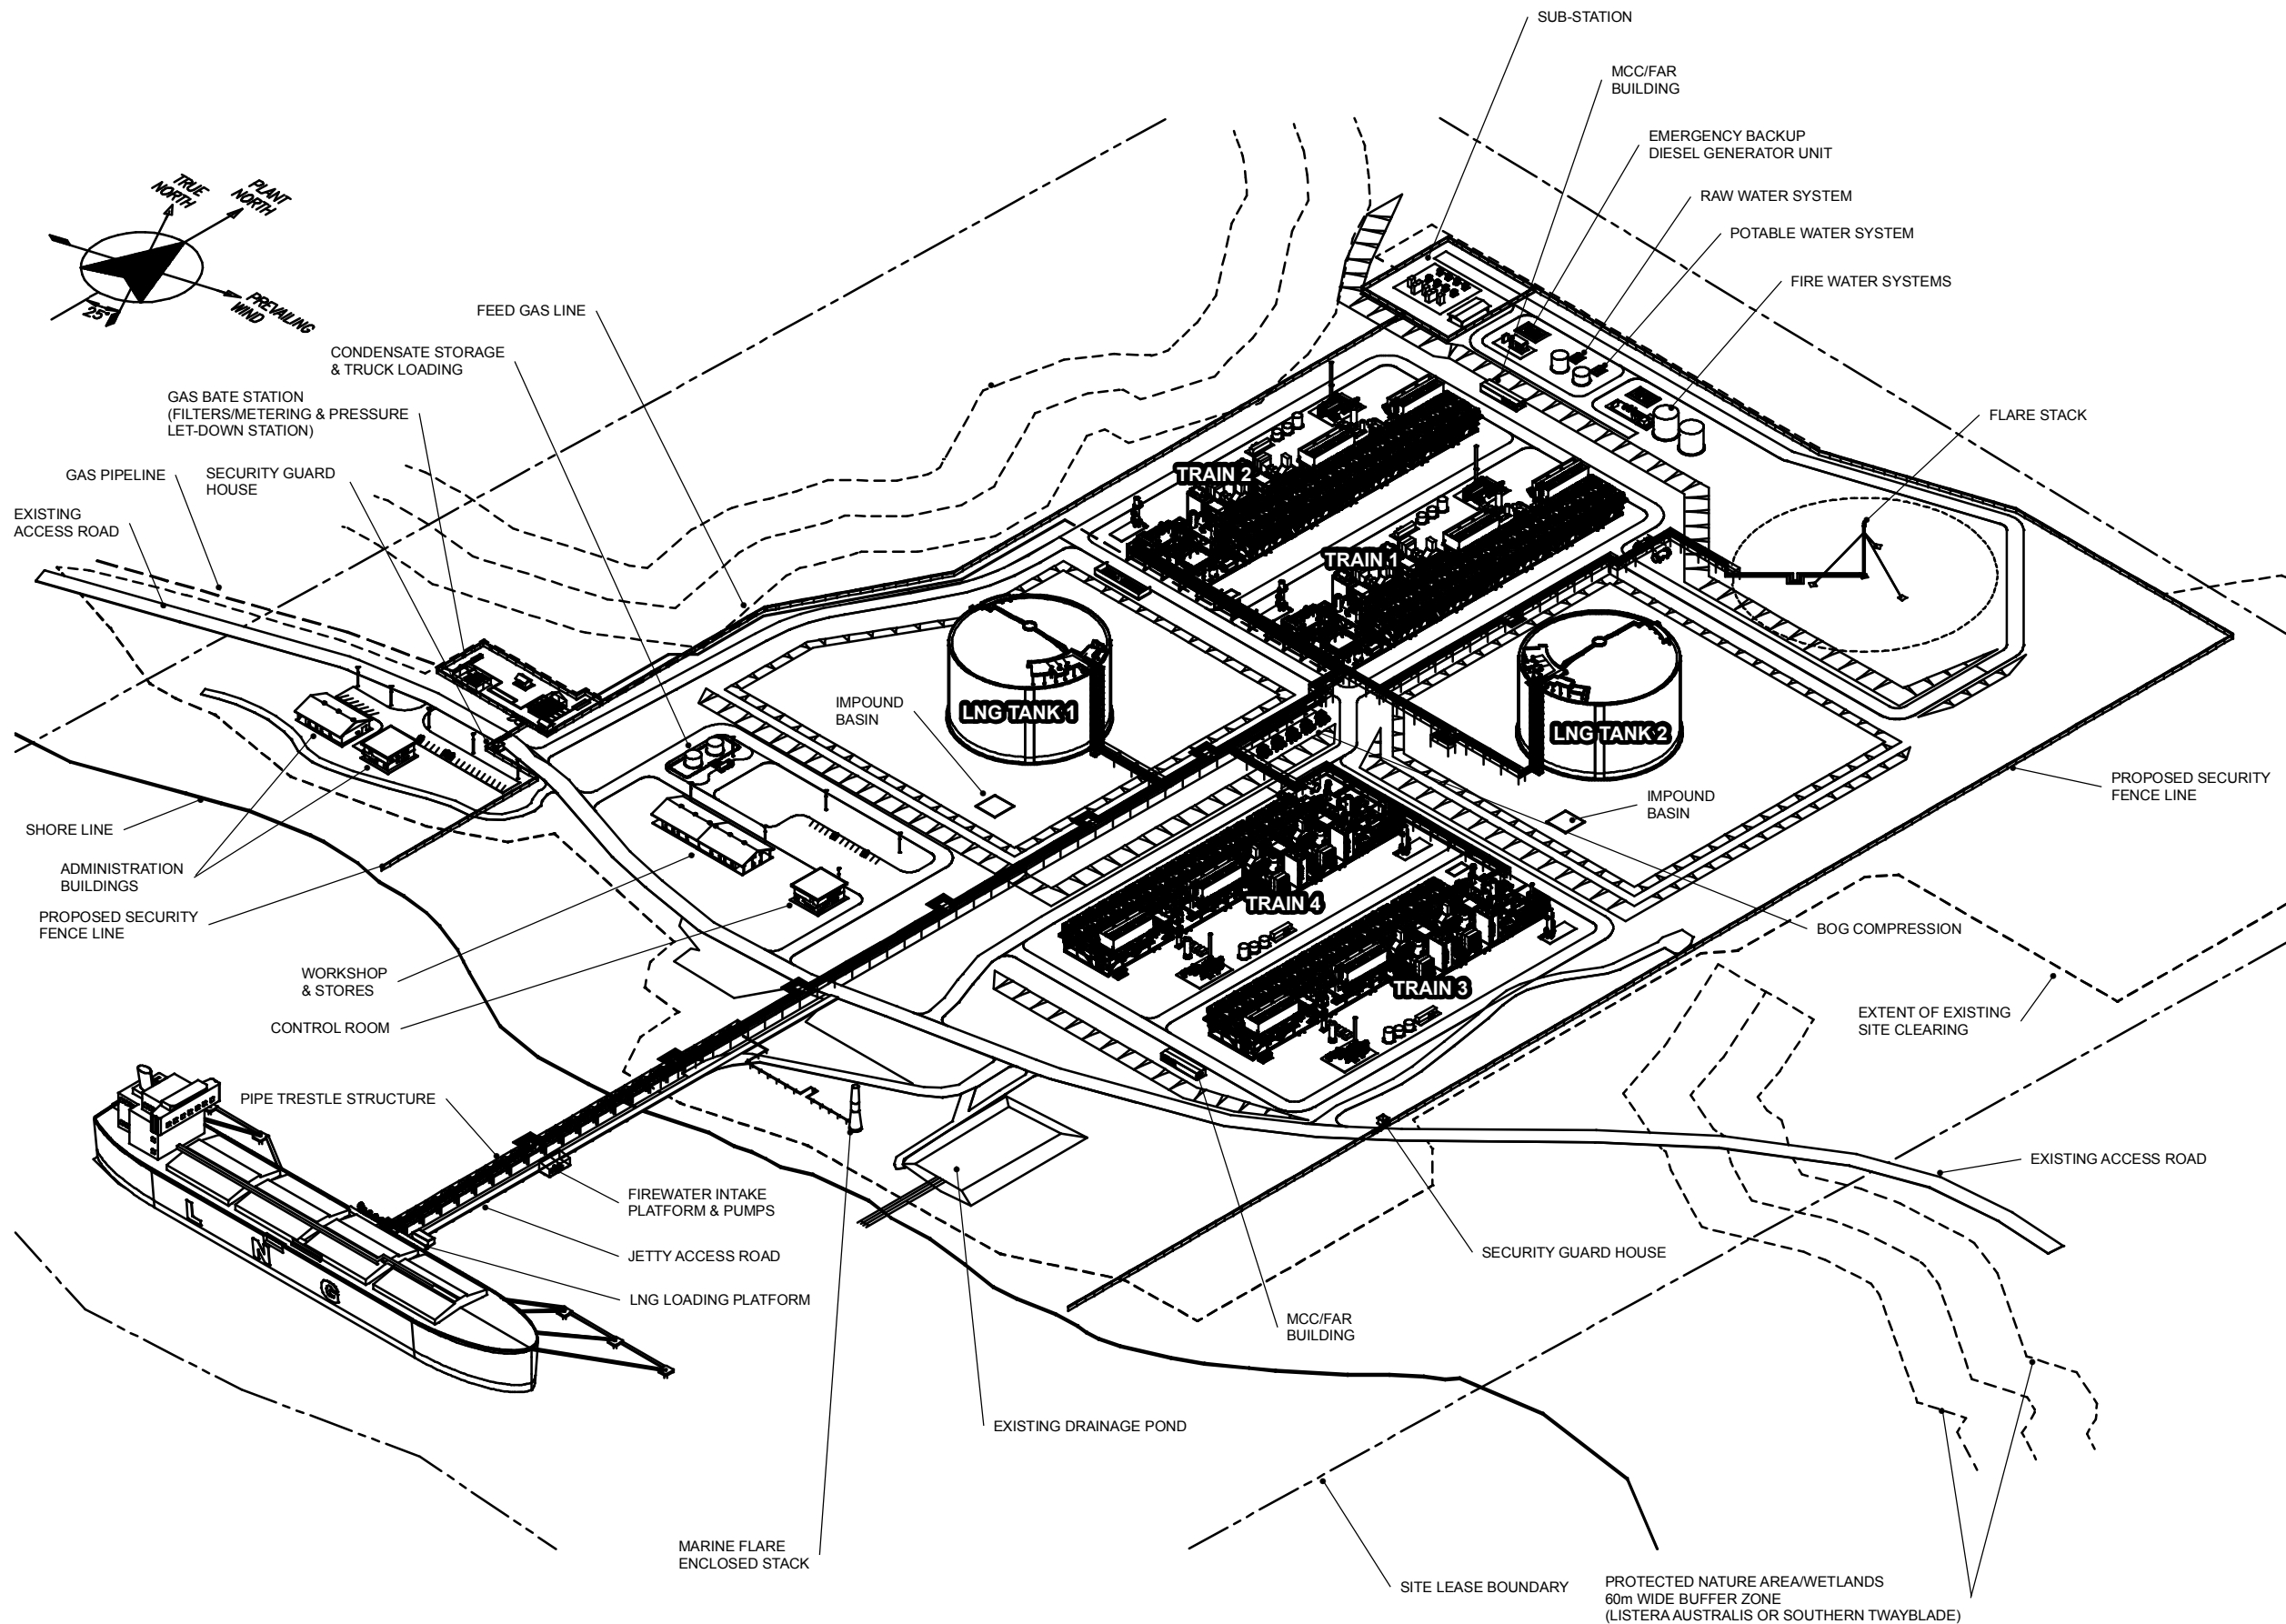 SUB-STATION
MCC/FAR
BUILDING
EMERGENCY BACKUP
DIESEL GENERATOR UNIT
RAW WATER SYSTEM
POTABLE WATER SYSTEM
FIRE WATER SYSTEMS
FLARE STACK
TRUE
NORTH
PLANT
NORTH
PREVAILING
WIND
25°
FEED GAS LINE
CONDENSATE STORAGE
& TRUCK LOADING
GAS BATE STATION
(FILTERS/METERING & PRESSURE
LET-DOWN STATION)
GAS PIPELINE
SECURITY GUARD
HOUSE
EXISTING
ACCESS ROAD
TRAIN 2
TRAIN 1
LNG TANK 1
LNG TANK 2
IMPOUND
BASIN
IMPOUND
BASIN
PROPOSED SECURITY
FENCE LINE
SHORE LINE
ADMINISTRATION
BUILDINGS
PROPOSED SECURITY
FENCE LINE
TRAIN 4
TRAIN 3
BOG COMPRESSION
WORKSHOP
& STORES
CONTROL ROOM
EXTENT OF EXISTING
SITE CLEARING
PIPE TRESTLE STRUCTURE
EXISTING ACCESS ROAD
FIREWATER INTAKE
PLATFORM & PUMPS
JETTY ACCESS ROAD
LNG LOADING PLATFORM
L N G
SECURITY GUARD HOUSE
MCC/FAR
BUILDING
EXISTING DRAINAGE POND
MARINE FLARE
ENCLOSED STACK
SITE LEASE BOUNDARY
PROTECTED NATURE AREA/WETLANDS
60m WIDE BUFFER ZONE
(LISTERA AUSTRALIS OR SOUTHERN TWAYBLADE)